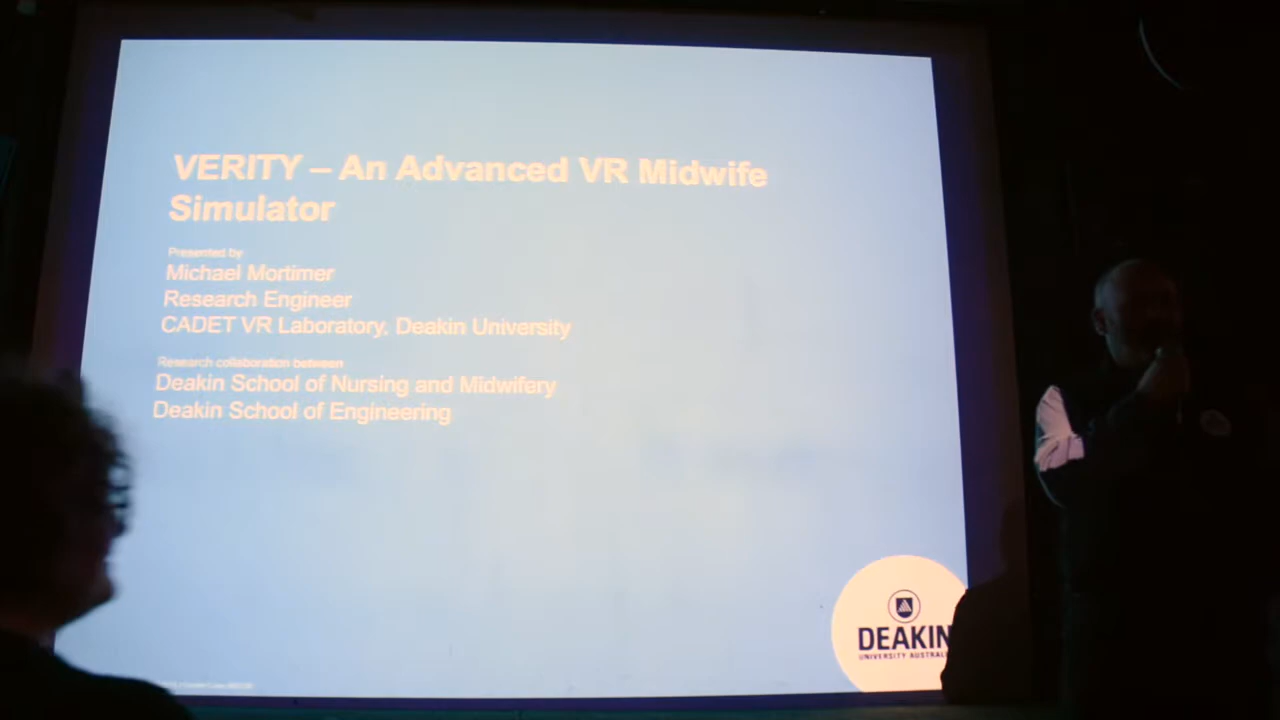 VERITY – An Advanced VR Midwife
Simulator
Presented by
Michael Mortimer
Research Engineer
CADET VR Laboratory, Deakin University
Research collaboration between
Deakin School of Nursing and Midwifery
Deakin School of Engineering
DEAKIN
UNIVERSITY